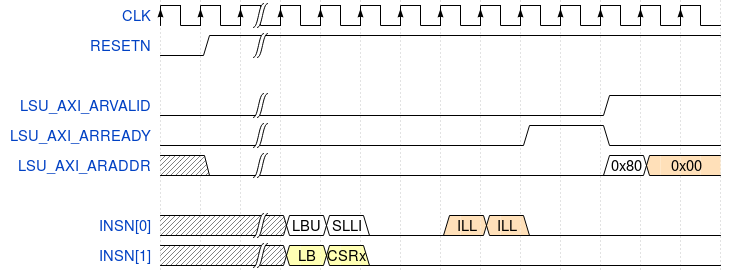 CLK
RESETN
LSU_AXI_ARVALID
LSU_AXI_ARREADY
LSU_AXI_ARADDR 0x80 0x00
INSN[0] LBU SLLI ILL ILL
INSN[1] LB CSRx